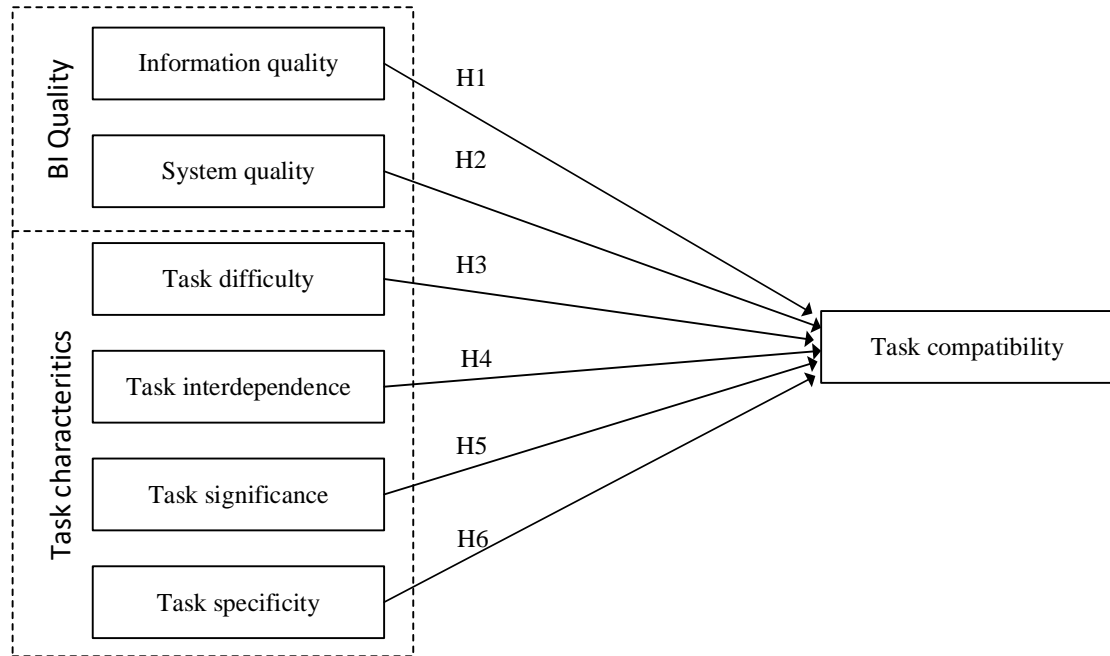 BI Quality
Information quality
H1
System quality
H2
Task characteritics
Task difficulty
H3
Task interdependence
H4
Task significance
H5
Task specificity
H6
Task compatibility